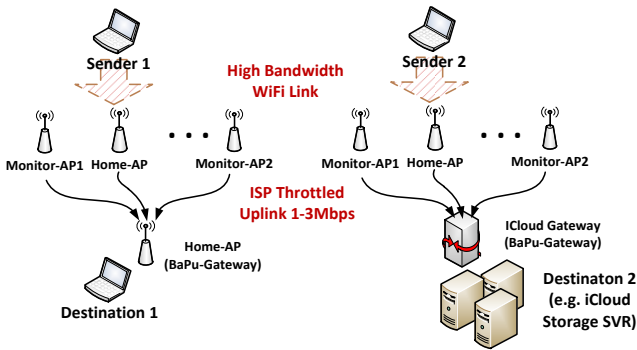 Sender 1
Sender 2
High Bandwidth
WiFi Link
Monitor-AP1
Home-AP
Monitor-AP2
Monitor-AP1
Home-AP
Monitor-AP2
ISP Throttled
Uplink 1-3Mbps
Home-AP
(BaPu-Gateway)
ICloud Gateway
(BaPu-Gateway)
Destination 1
Destinaton 2
(e.g. iCloud
Storage SVR)